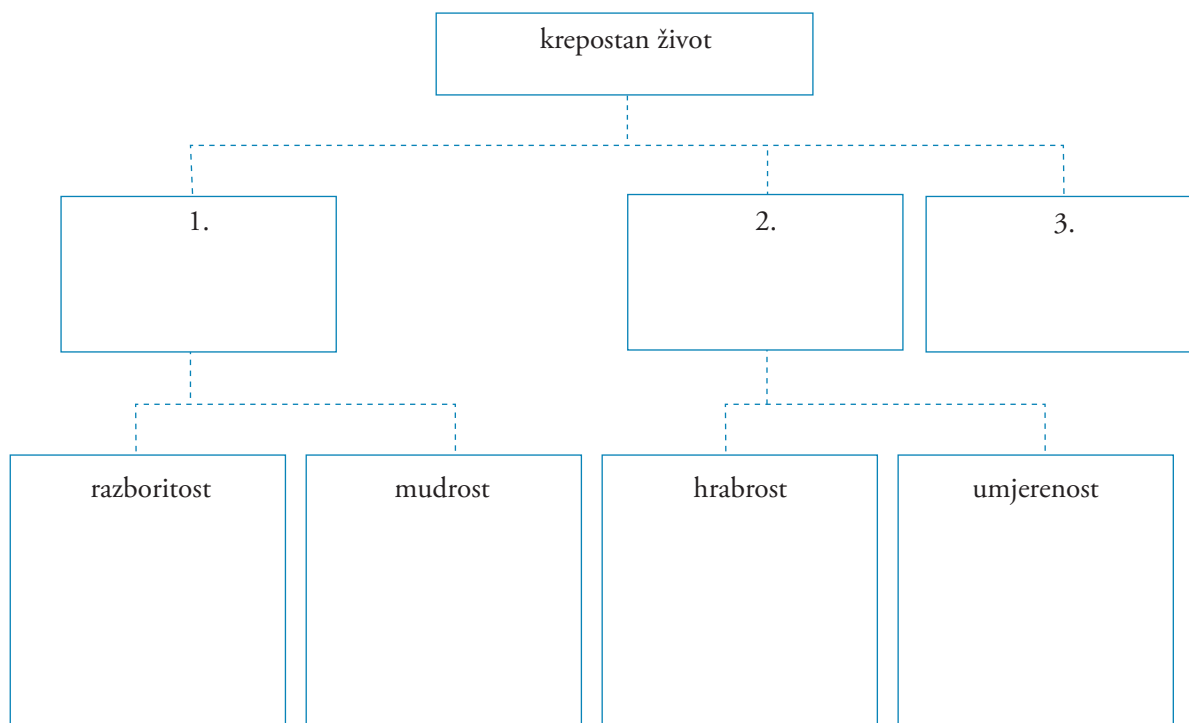 krepostan život
1.
2.
3.
razboritost
mudrost
hrabrost
umjerenost